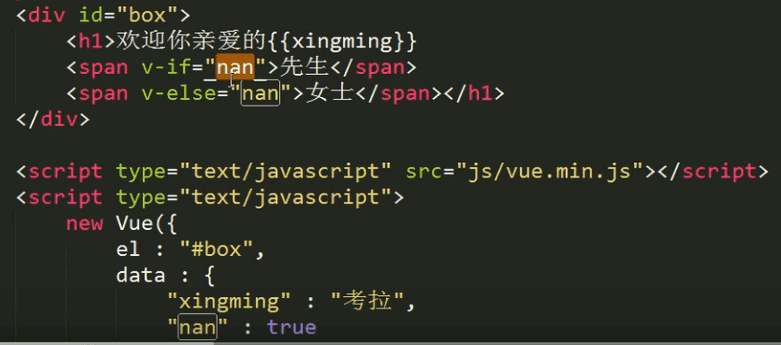 <div id="box">
<h1>欢迎你亲爱的{{xingming}}
<span v-if="nan">先生</span>
<span v-else="nan">女士</span></h1>
</div>
<script type="text/javascript" src="js/vue.min.js"></script>
<script type="text/javascript">
new Vue({
el : "#box",
data : {
"xingming" : "考拉",
"nan" : true